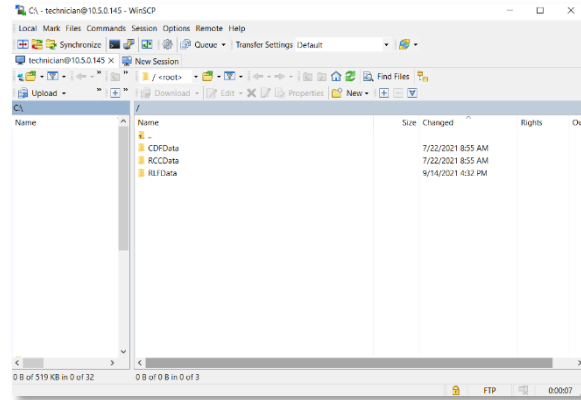 C:\ - technician@10.5.0.145 - WinSCP
Local Mark Files Commands Session Options Remote Help
Synchronize Queue Transfer Settings Default
technician@10.5.0.145 New Session
/ <root> Find Files
Upload Download Edit Properties New
C:\ /
Name Name Size Changed Rights Ow
..
CDFData 7/22/2021 8:55 AM
RCCData 7/22/2021 8:55 AM
RLFData 9/14/2021 4:32 PM
0 B of 519 KB in 0 of 32 0 B of 0 B in 0 of 3
FTP 0:00:07